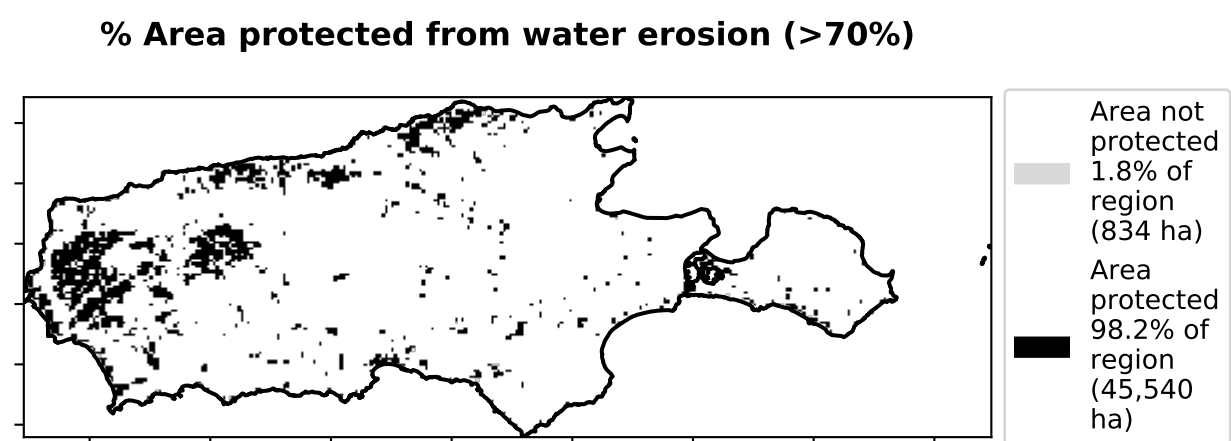 % Area protected from water erosion (>70%)
Area not
protected
1.8% of
region
(834 ha)
Area
protected
98.2% of
region
(45,540
ha)